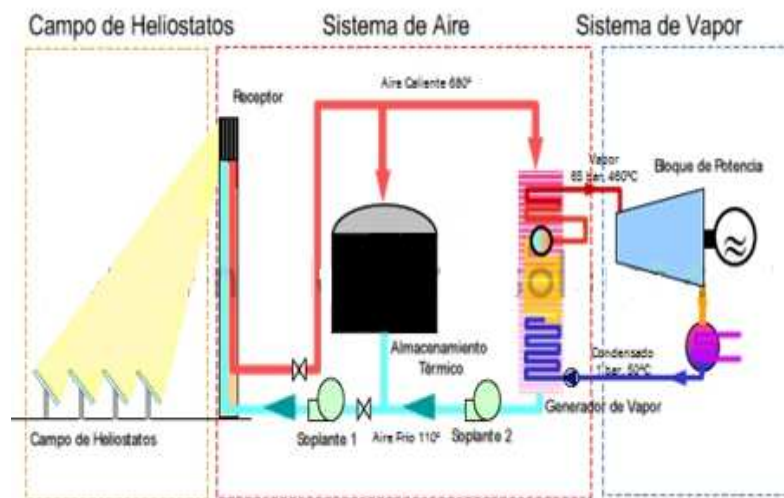 Campo de Heliostatos
Sistema de Aire
Sistema de Vapor
Aire Caliente 680º
Receptor
Vapor
65 bar, 460ºC
Bloque de Potencia
Almacenamiento
Térmico
Condensado
1 bar, 50ºC
Generador de Vapor
Campo de Heliostatos
Soplante 1
Aire Frío 110º
Soplante 2